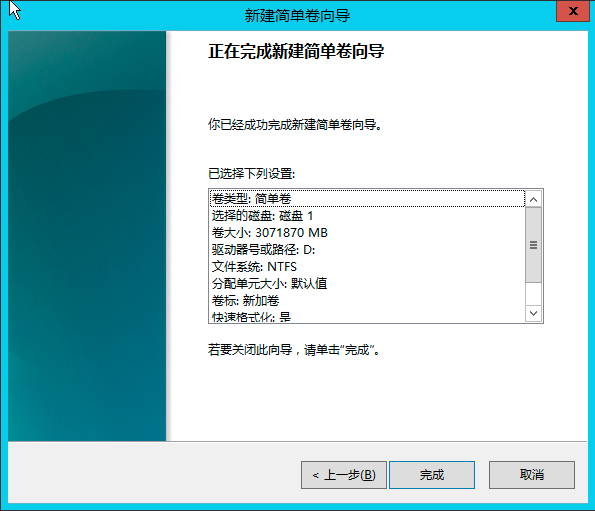 新建简单卷向导
x
正在完成新建简单卷向导
你已经成功完成新建简单卷向导。
已选择下列设置:
卷类型: 简单卷
选择的磁盘: 磁盘 1
卷大小: 3071870 MB
驱动器号或路径: D:
文件系统: NTFS
分配单元大小: 默认值
卷标: 新加卷
快速格式化: 是
若要关闭此向导，请单击“完成”。
< 上一步(B)
完成
取消